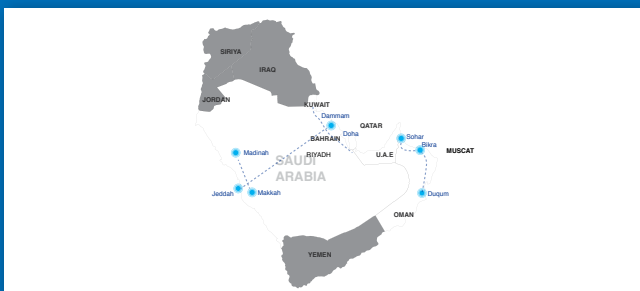 SIRIYA
IRAQ
JORDAN
KUWAIT
Dammam
QATAR
Doha
BAHRAIN
Sohar
Bikra
MUSCAT
Madinah
RIYADH
U.A.E
SAUDI
ARABIA
Jeddah
Makkah
Duqum
OMAN
YEMEN